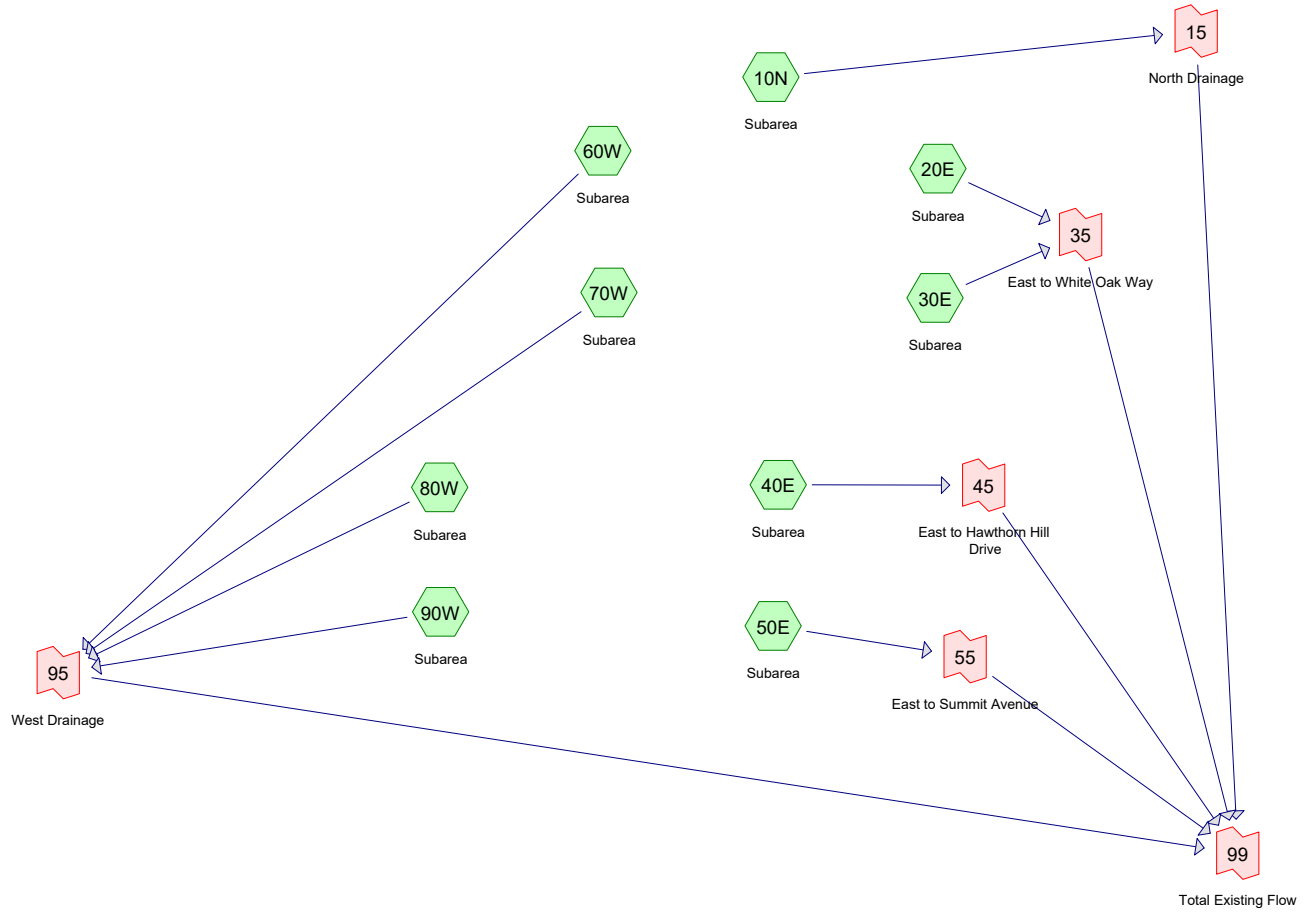 15
North Drainage
10N
Subarea
60W
Subarea
20E
Subarea
35
East to White Oak Way
70W
Subarea
30E
Subarea
80W
Subarea
40E
Subarea
45
East to Hawthorn Hill
Drive
90W
Subarea
50E
Subarea
55
East to Summit Avenue
95
West Drainage
99
Total Existing Flow